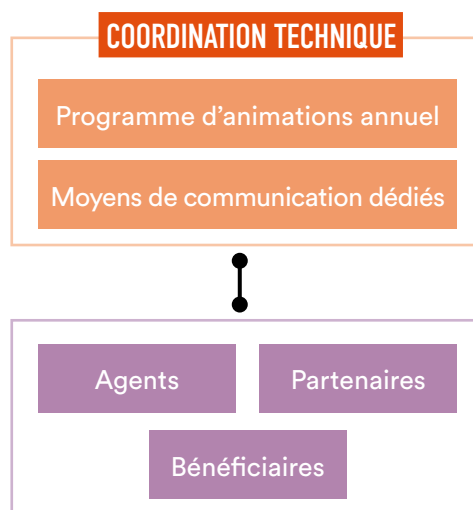 COORDINATION TECHNIQUE
Programme d'animations annuel
Moyens de communication dédiés
Agents
Partenaires
Bénéficiaires